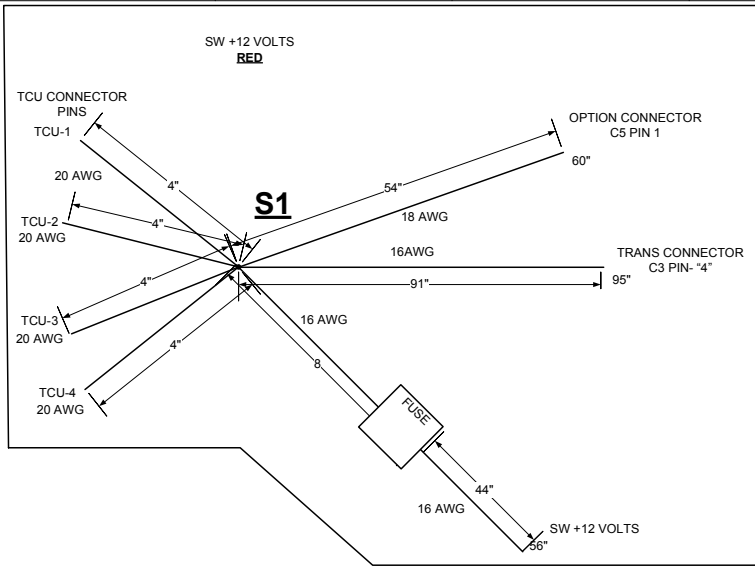 SW +12 VOLTS
RED
TCU CONNECTOR
PINS
TCU-1
OPTION CONNECTOR
C5 PIN 1
60"
20 AWG
4"
54"
S1
18 AWG
TCU-2
20 AWG
4"
16AWG
TRANS CONNECTOR
C3 PIN- “4”
95"
91"
4"
TCU-3
20 AWG
16 AWG
4"
8
TCU-4
20 AWG
FUSE
44"
16 AWG
SW +12 VOLTS
56"